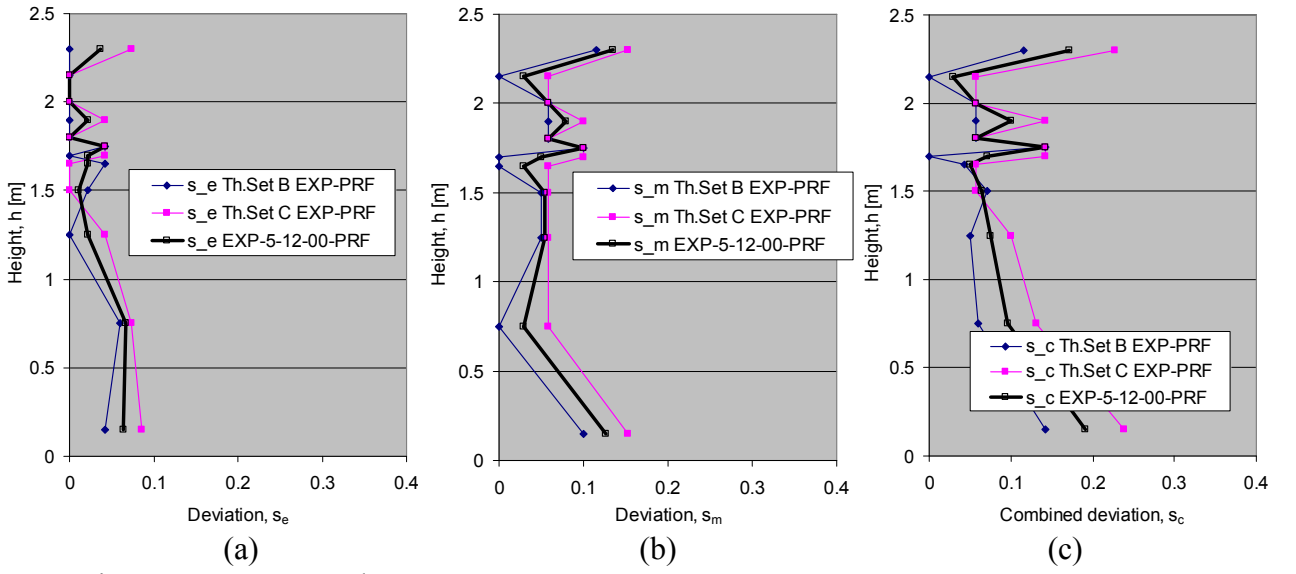 (a)
2.5
2
1.5
1
0.5
0
0
0.1
0.2
0.3
0.4
Height, h [m]
Deviation, s_e
s_e Th.Set B EXP-PRF
s_e Th.Set C EXP-PRF
s_e EXP-5-12-00-PRF
(b)
2.5
2
1.5
1
0.5
0
0
0.1
0.2
0.3
0.4
Height, h [m]
Deviation, s_m
s_m Th.Set B EXP-PRF
s_m Th.Set C EXP-PRF
s_m EXP-5-12-00-PRF
(c)
2.5
2
1.5
1
0.5
0
0
0.1
0.2
0.3
0.4
Height,h [m]
Combined deviation, s_c
s_c Th.Set B EXP-PRF
s_c Th.Set C EXP-PRF
s_c EXP-5-12-00-PRF